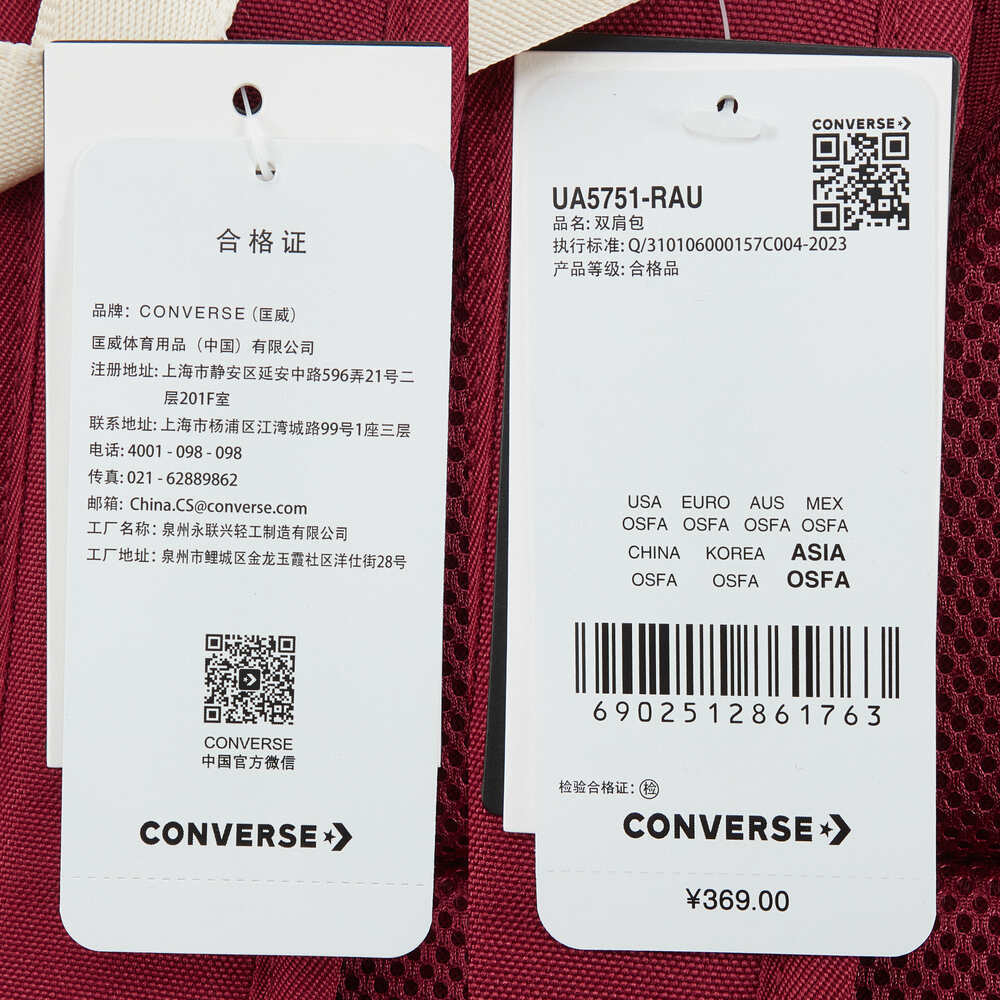 合格证
品牌: CONVERSE (匡威)
匡威体育用品 (中国) 有限公司
注册地址: 上海市静安区延安中路596弄21号二
层201F室
联系地址: 上海市杨浦区江湾城路99号1座三层
电话: 4001 - 098 - 098
传真: 021 - 62889862
邮箱: China.CS@converse.com
工厂名称: 泉州永联兴轻工制造有限公司
工厂地址: 泉州市鲤城区金龙玉霞社区洋仕街28号
CONVERSE
中国官方微信
CONVERSE
CONVERSE
UA5751-RAU
品名: 双肩包
执行标准: Q/310106000157C004-2023
产品等级: 合格品
USA EURO AUS MEX
OSFA OSFA OSFA OSFA
CHINA KOREA ASIA
OSFA OSFA OSFA
6902512861763
检验合格证: 检
CONVERSE
¥369.00